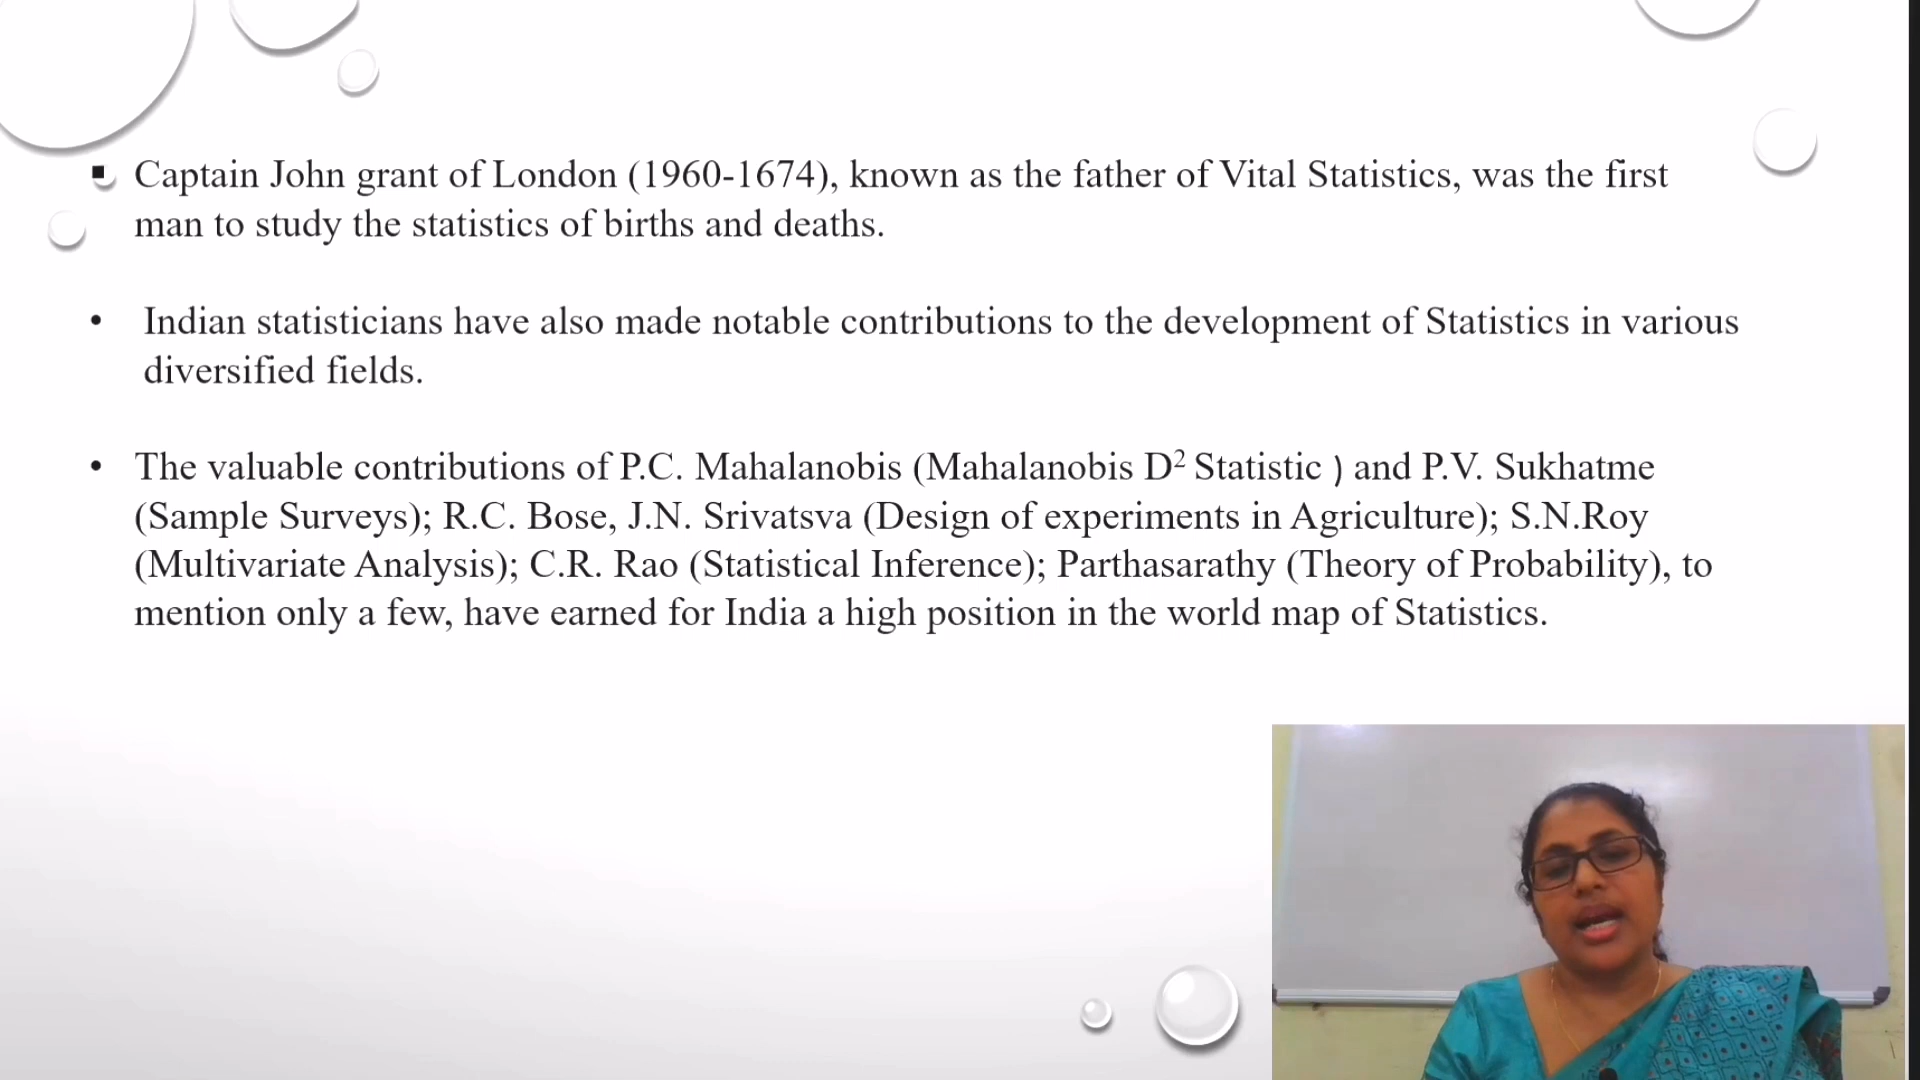 ▪ Captain John grant of London (1960-1674), known as the father of Vital Statistics, was the first
man to study the statistics of births and deaths.
• Indian statisticians have also made notable contributions to the development of Statistics in various
diversified fields.
• The valuable contributions of P.C. Mahalanobis (Mahalanobis D² Statistic ) and P.V. Sukhatme
(Sample Surveys); R.C. Bose, J.N. Srivatsva (Design of experiments in Agriculture); S.N.Roy
(Multivariate Analysis); C.R. Rao (Statistical Inference); Parthasarathy (Theory of Probability), to
mention only a few, have earned for India a high position in the world map of Statistics.